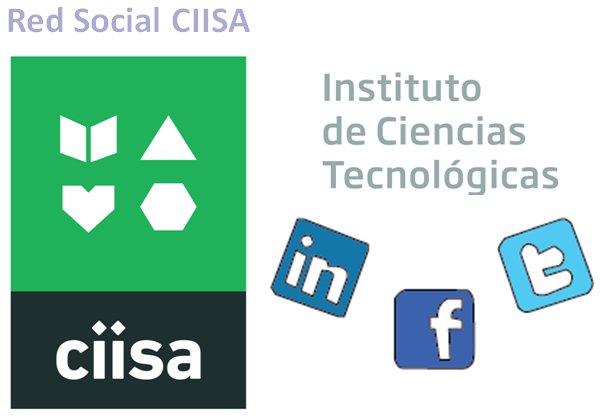 Red Social CIISA
Instituto
de Ciencias
Tecnológicas
in
f
t
ciisa